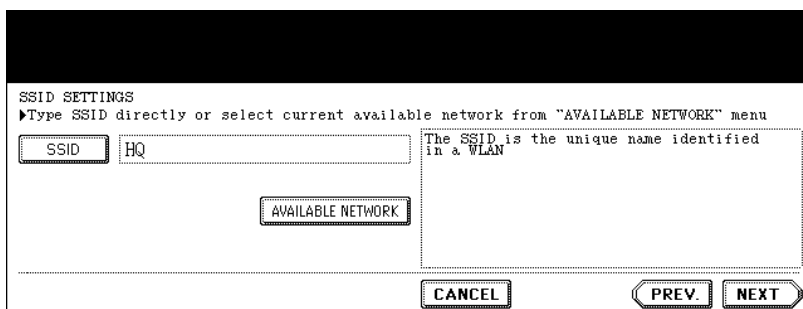 SSID SETTINGS
▶Type SSID directly or select current available network from "AVAILABLE NETWORK" menu
SSID
HQ
The SSID is the unique name identified
in a WLAN
AVAILABLE NETWORK
CANCEL
PREV.
NEXT